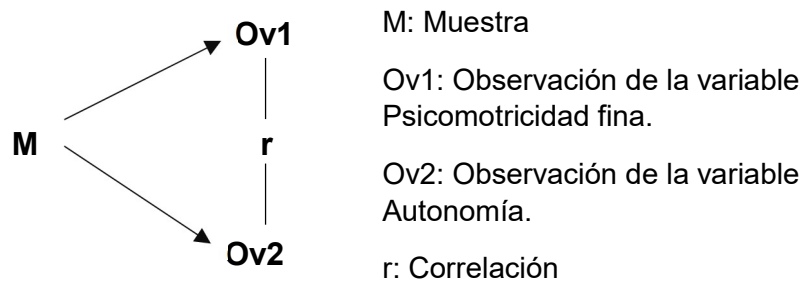 Ov1
M
r
Ov2
M: Muestra
Ov1: Observación de la variable
Psicomotricidad fina.
Ov2: Observación de la variable
Autonomía.
r: Correlación